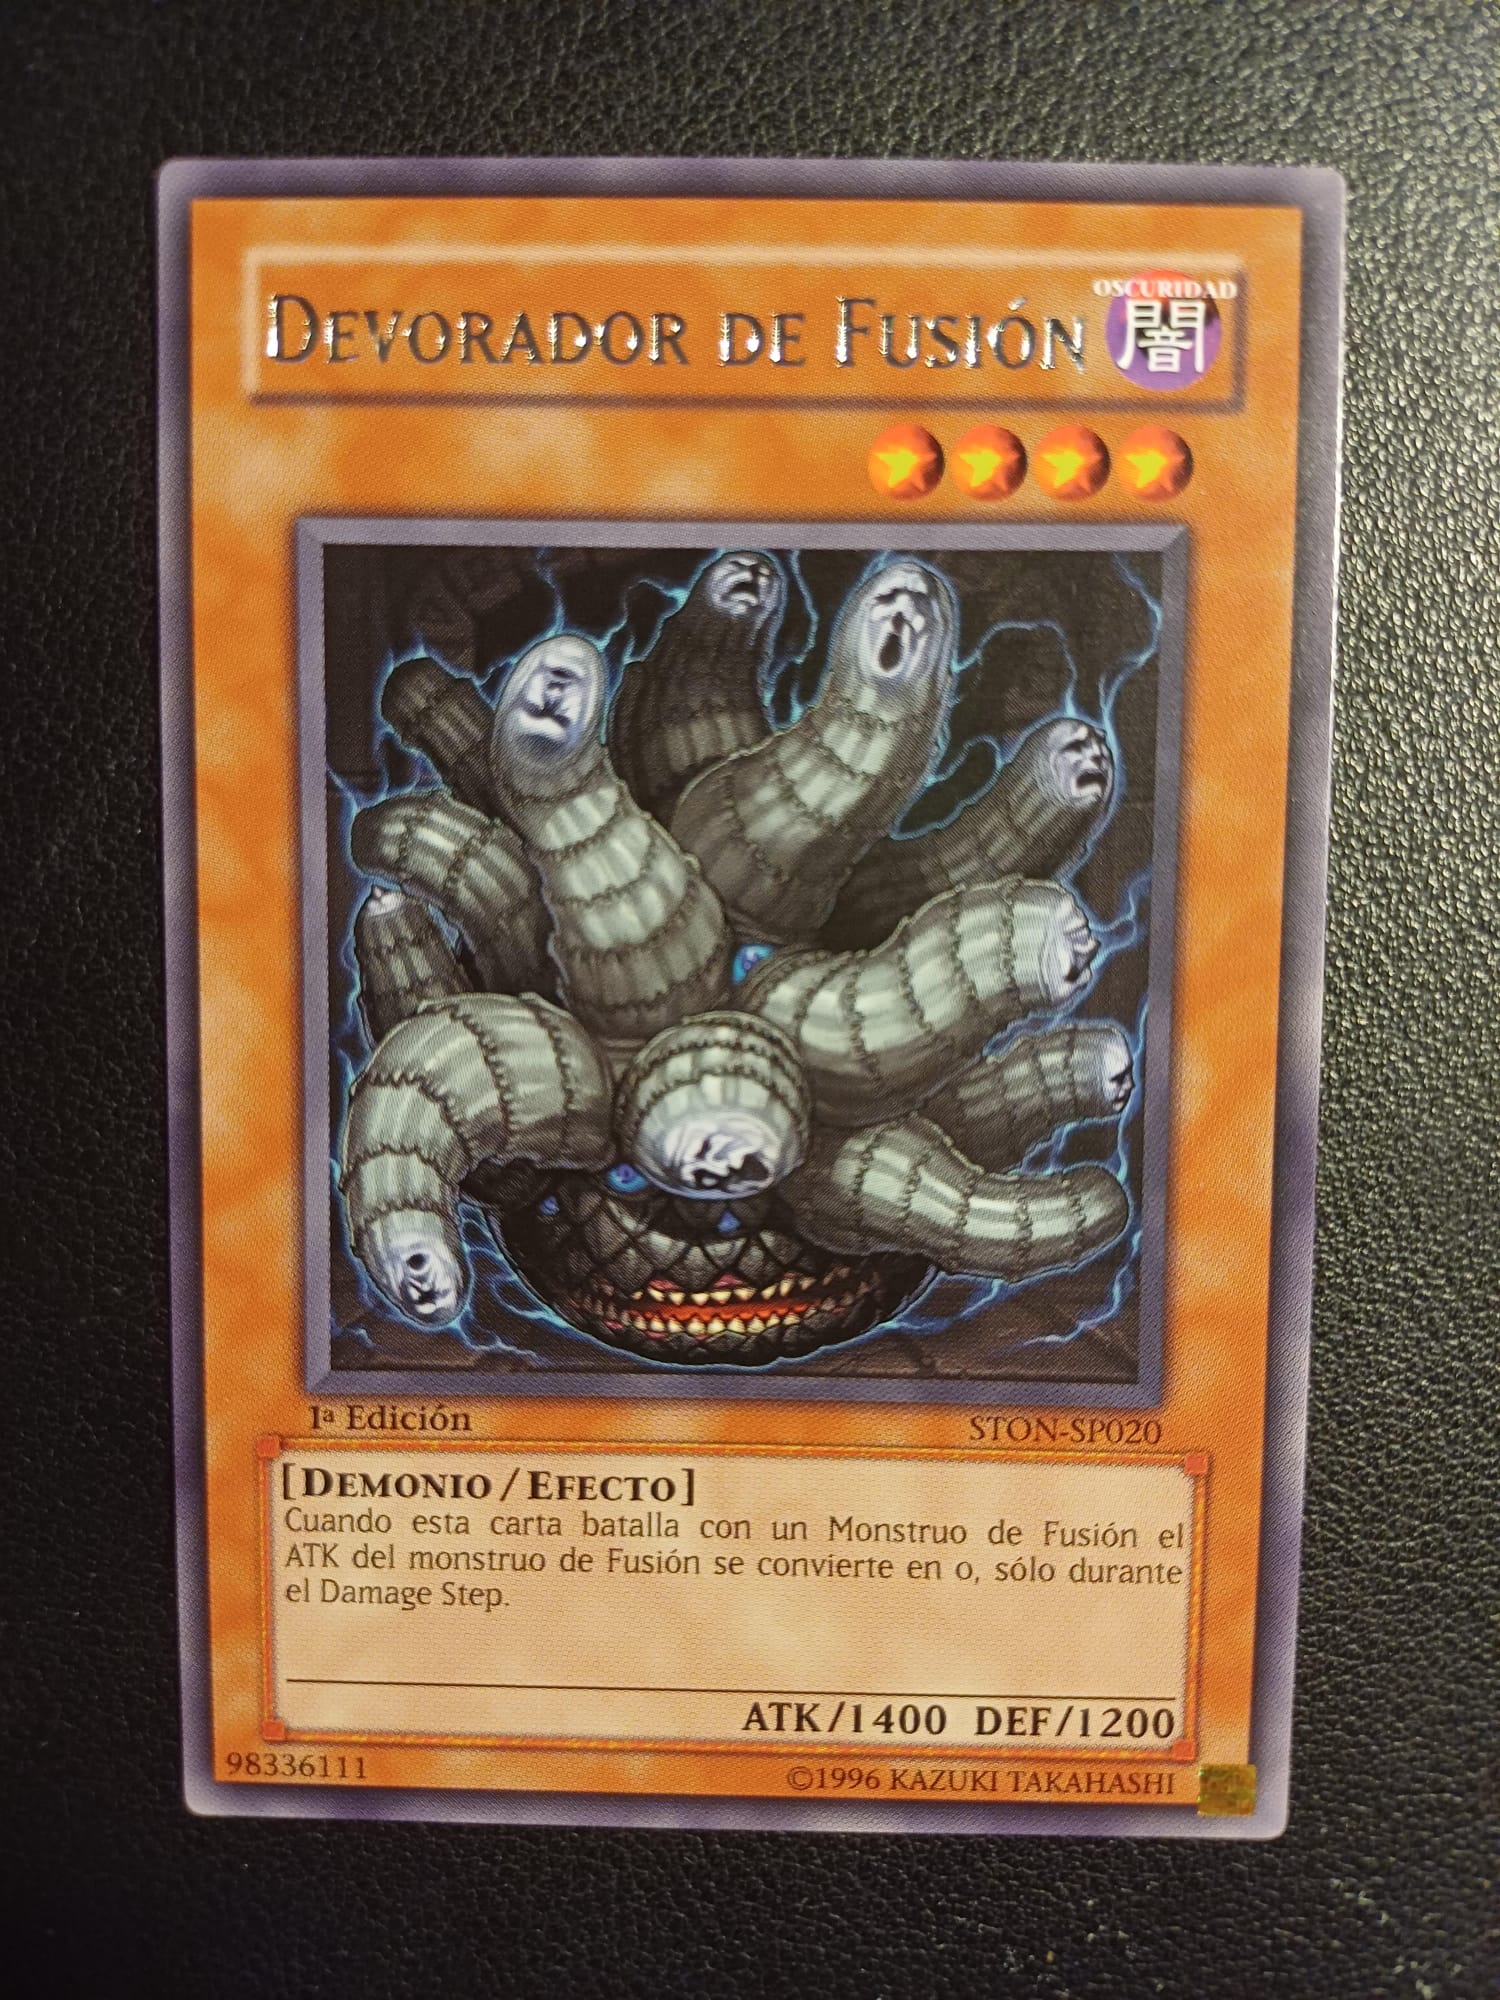 DEVORADOR DE FUSIÓN
OSCURIDAD
闇
1ª Edición
STON-SP020
[DEMONIO/EFECTO]
Cuando esta carta batalla con un Monstruo de Fusión el
ATK del monstruo de Fusión se convierte en 0, sólo durante
el Damage Step.
ATK/1400 DEF/1200
98336111
©1996 KAZUKI TAKAHASHI